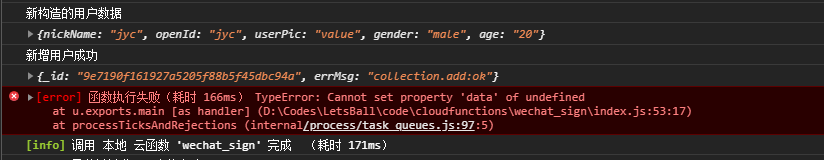 新构造的用户数据
{nickName: "jyc", openId: "jyc", userPic: "value", gender: "male", age: "20"}
新增用户成功
{_id: "9e7190f161927a5205f88b5f45dbc94a", errMsg: "collection.add:ok"}
[error] 函数执行失败（耗时 166ms） TypeError: Cannot set property 'data' of undefined
at u.exports.main [as handler] (D:\Codes\LetsBall\code\cloudfunctions\wechat_sign\index.js:53:17)
at processTicksAndRejections (internal/process/task_queues.js:97:5)
[info] 调用 本地 云函数 'wechat_sign' 完成 （耗时 171ms）